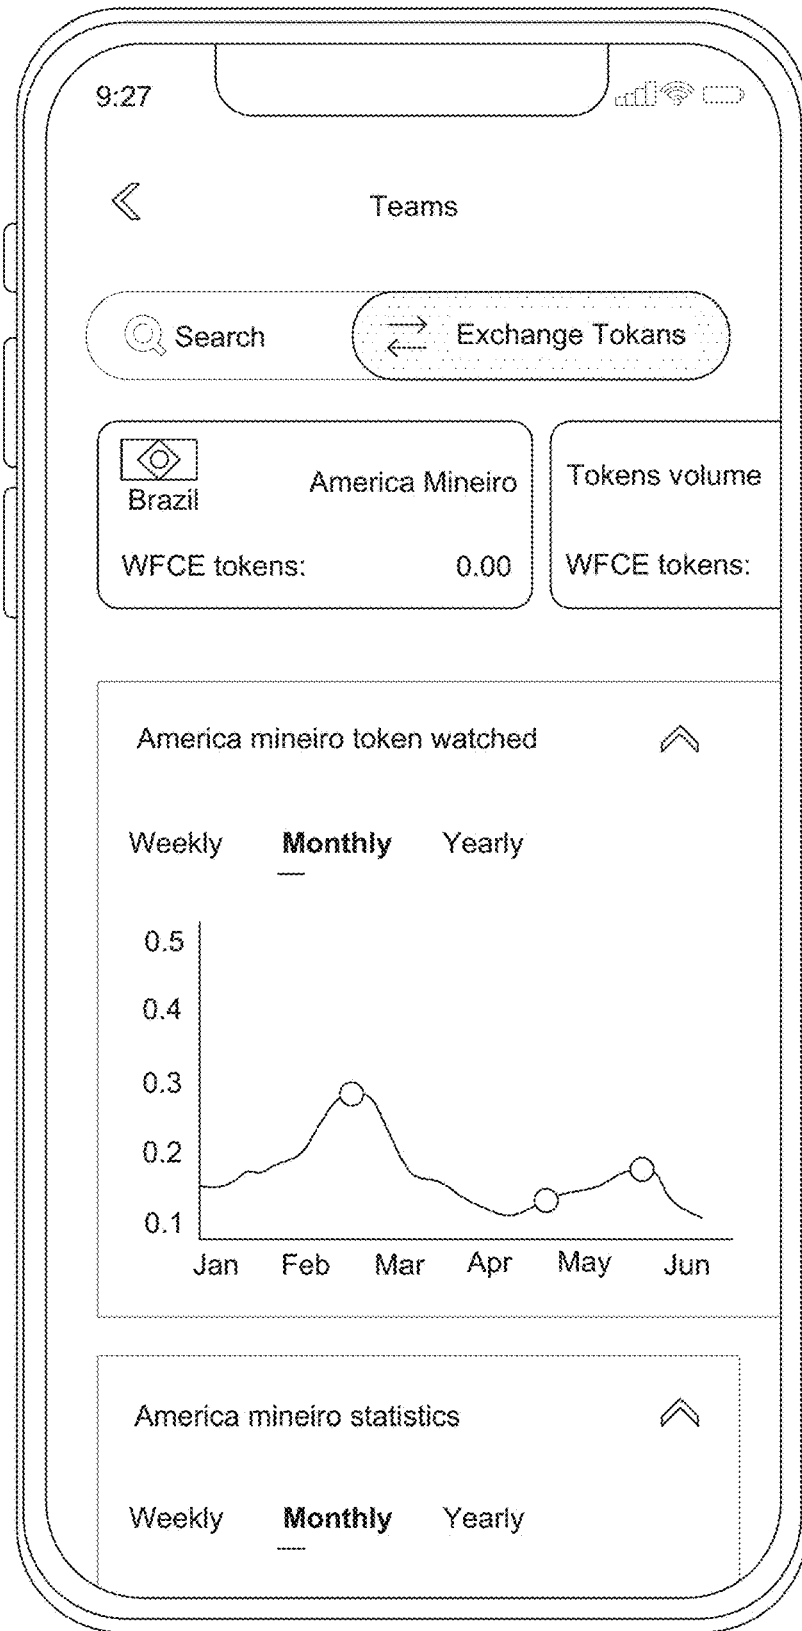 9:27
Teams
Search
Exchange Tokans
Brazil
America Mineiro
WFCE tokens: 0.00
Tokens volume
WFCE tokens:
America mineiro token watched
Weekly Monthly Yearly
0.5
0.4
0.3
0.2
0.1
Jan Feb Mar Apr May Jun
America mineiro statistics
Weekly Monthly Yearly